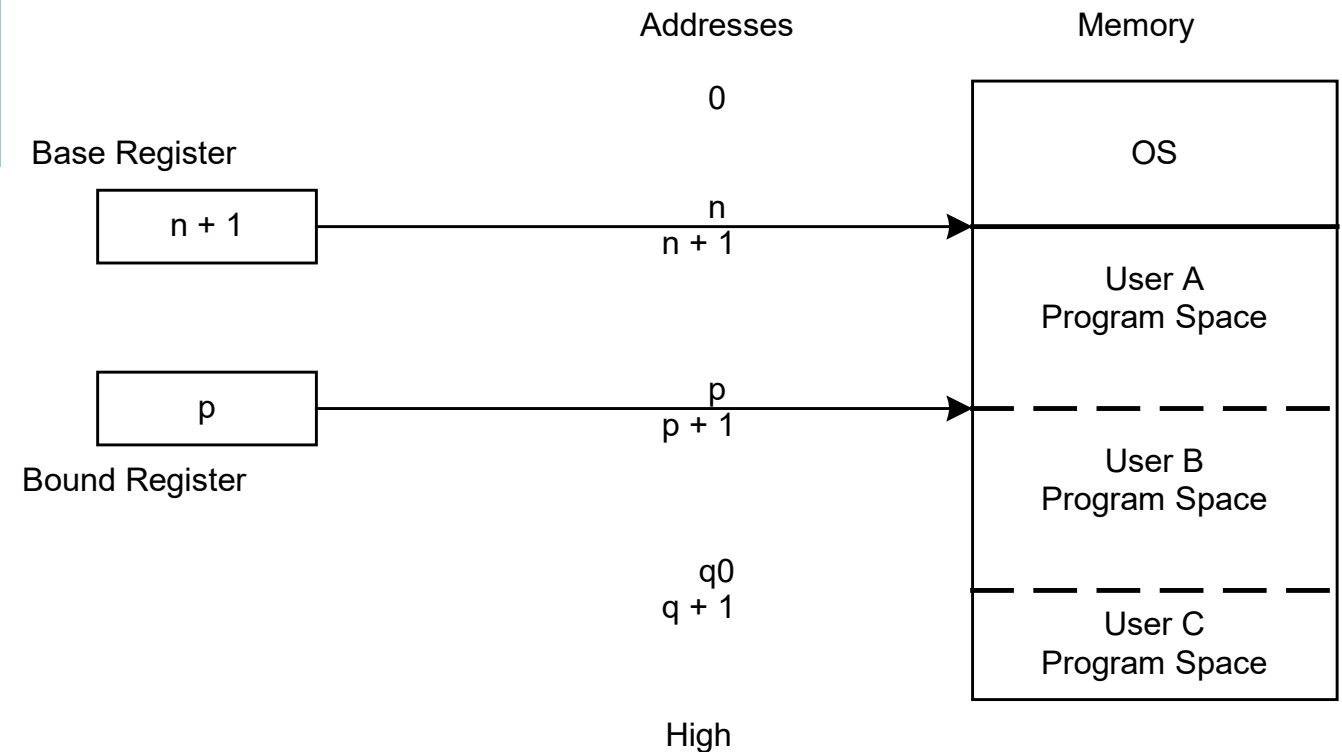 Addresses
Memory
0
Base Register
OS
n + 1
n
n + 1
User A
Program Space
p
p
p + 1
Bound Register
User B
Program Space
q0
q + 1
User C
Program Space
High